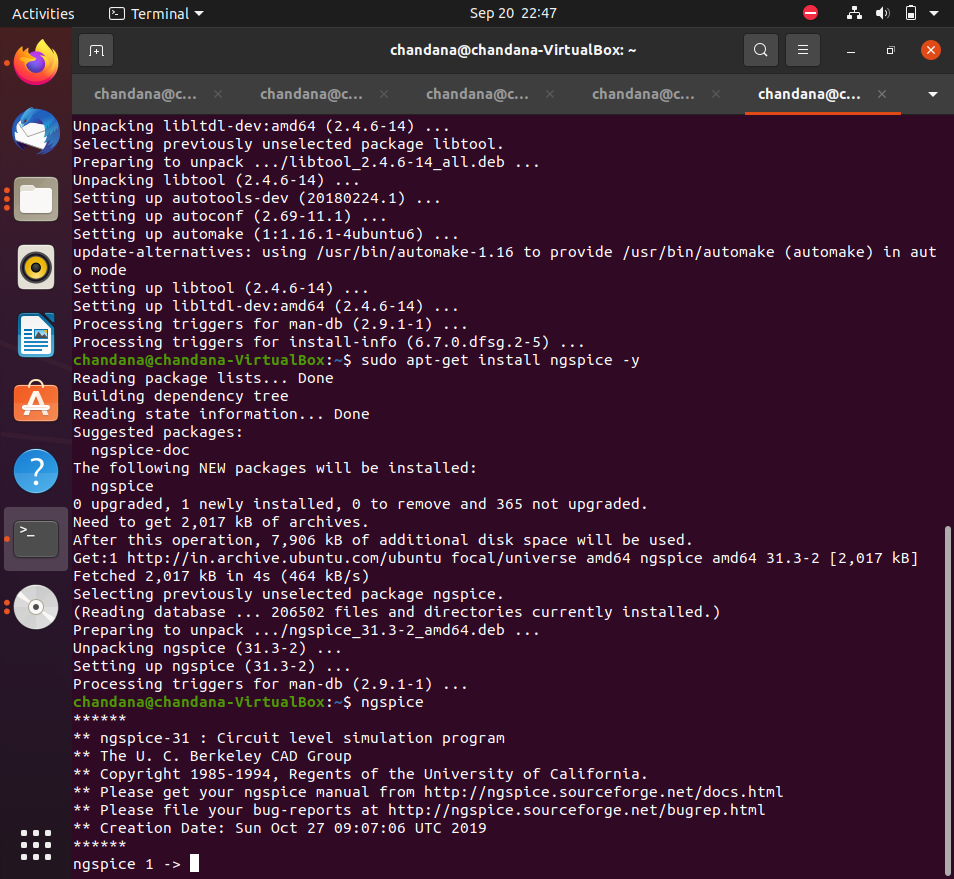 Activities
Terminal
Sep 20 22:47
chandana@chandana-VirtualBox: ~
chandana@c... × chandana@c... × chandana@c... × chandana@c... × chandana@c... ×
Unpacking libltdl-dev:amd64 (2.4.6-14) ...
Selecting previously unselected package libtool.
Preparing to unpack .../libtool_2.4.6-14_all.deb ...
Unpacking libtool (2.4.6-14) ...
Setting up autotools-dev (20180224.1) ...
Setting up autoconf (2.69-11.1) ...
Setting up automake (1:1.16.1-4ubuntu6) ...
update-alternatives: using /usr/bin/automake-1.16 to provide /usr/bin/automake (automake) in aut
o mode
Setting up libtool (2.4.6-14) ...
Setting up libltdl-dev:amd64 (2.4.6-14) ...
Processing triggers for man-db (2.9.1-1) ...
Processing triggers for install-info (6.7.0.dfsg.2-5) ...
chandana@chandana-VirtualBox:~$ sudo apt-get install ngspice -y
Reading package lists... Done
Building dependency tree
Reading state information... Done
Suggested packages:
  ngspice-doc
The following NEW packages will be installed:
  ngspice
0 upgraded, 1 newly installed, 0 to remove and 365 not upgraded.
Need to get 2,017 kB of archives.
After this operation, 7,906 kB of additional disk space will be used.
Get:1 http://in.archive.ubuntu.com/ubuntu focal/universe amd64 ngspice amd64 31.3-2 [2,017 kB]
Fetched 2,017 kB in 4s (464 kB/s)
Selecting previously unselected package ngspice.
(Reading database ... 206502 files and directories currently installed.)
Preparing to unpack .../ngspice_31.3-2_amd64.deb ...
Unpacking ngspice (31.3-2) ...
Setting up ngspice (31.3-2) ...
Processing triggers for man-db (2.9.1-1) ...
chandana@chandana-VirtualBox:~$ ngspice
******
** ngspice-31 : Circuit level simulation program
** The U. C. Berkeley CAD Group
** Copyright 1985-1994, Regents of the University of California.
** Please get your ngspice manual from http://ngspice.sourceforge.net/docs.html
** Please file your bug-reports at http://ngspice.sourceforge.net/bugrep.html
** Creation Date: Sun Oct 27 09:07:06 UTC 2019
******
ngspice 1 ->